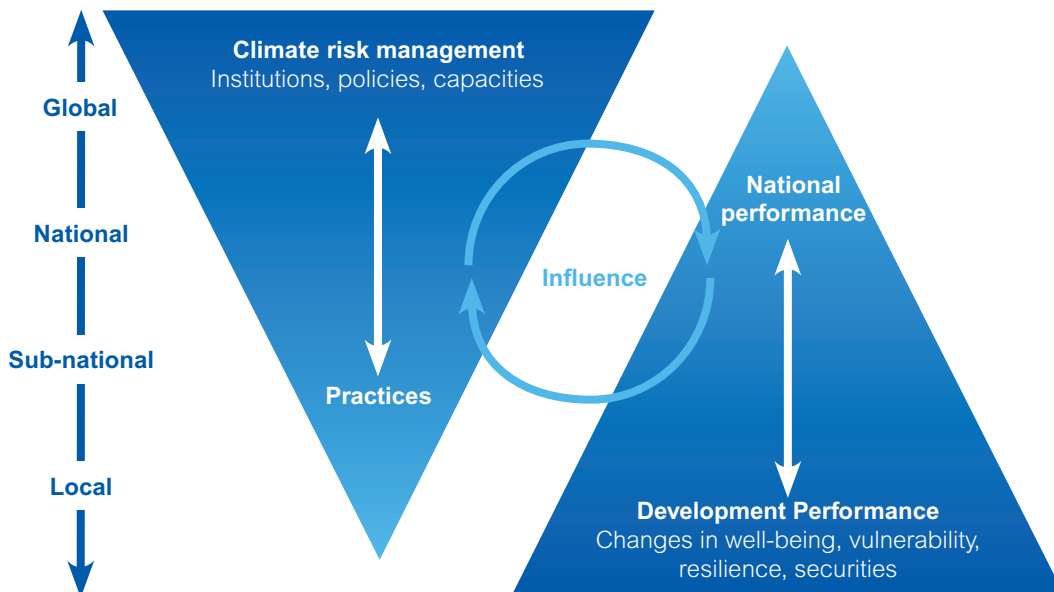 Global
National
Sub-national
Local
Climate risk management
Institutions, policies, capacities
Practices
Influence
National
performance
Development Performance
Changes in well-being, vulnerability,
resilience, securities